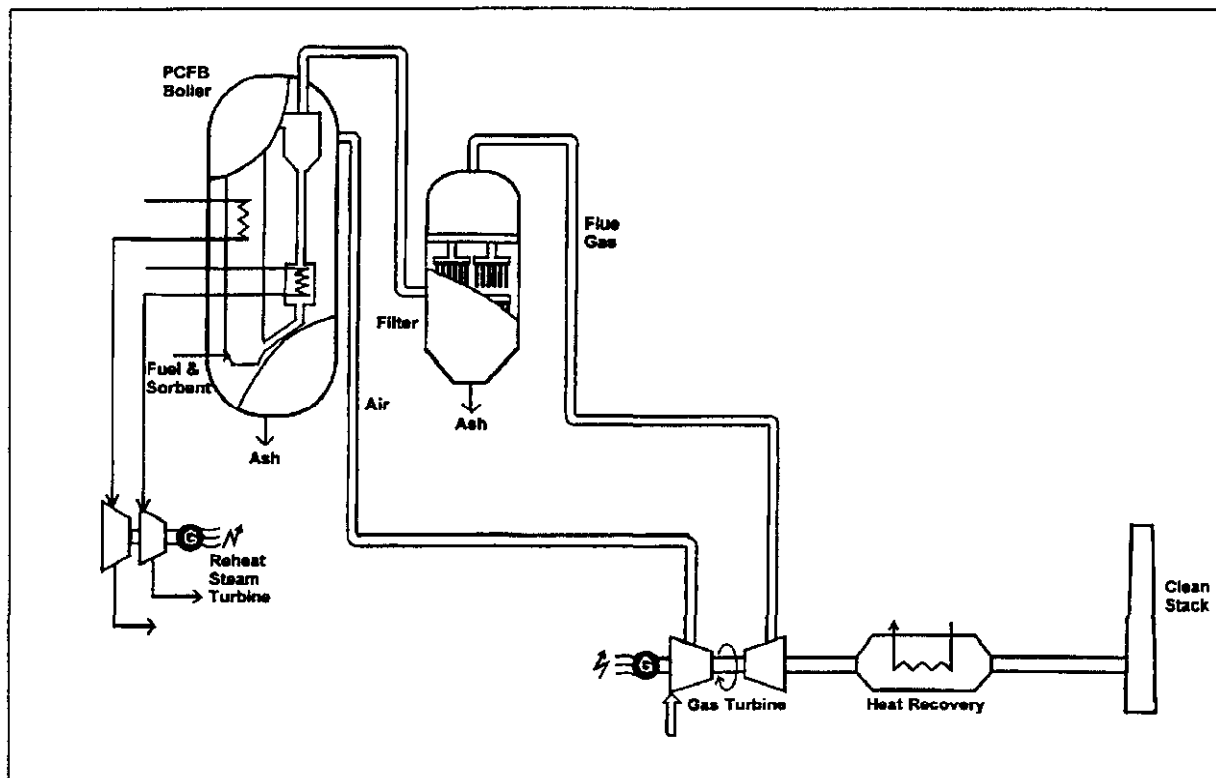 PCFB
Boiler
Flue
Gas
Filter
Fuel &
Sorbent
Air
Ash
Ash
G
Reheat
Steam
Turbine
Clean
Stack
G
Gas Turbine
Heat Recovery